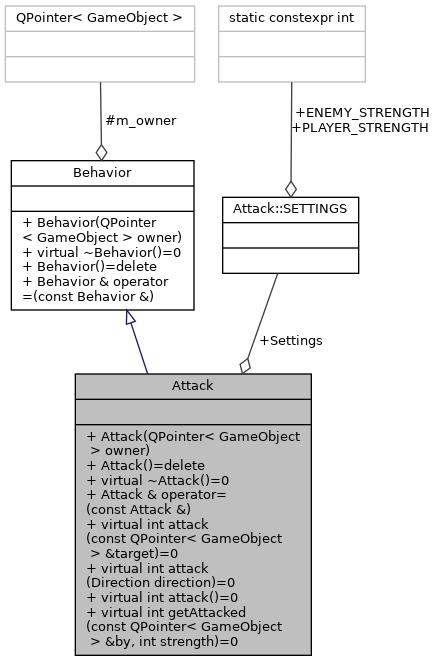 QPointer< GameObject >
static constexpr int
#m_owner
+ENEMY_STRENGTH
+PLAYER_STRENGTH
Behavior
+ Behavior(QPointer
< GameObject > owner)
+ virtual ~Behavior()=0
+ Behavior()=delete
+ Behavior & operator
=(const Behavior &)
Attack::SETTINGS
+Settings
Attack
+ Attack(QPointer< GameObject
> owner)
+ Attack()=delete
+ virtual ~Attack()=0
+ Attack & operator=
(const Attack &)
+ virtual int attack
(const QPointer< GameObject
> &target)=0
+ virtual int attack
(Direction direction)=0
+ virtual int attack()=0
+ virtual int getAttacked
(const QPointer< GameObject
> &by, int strength)=0